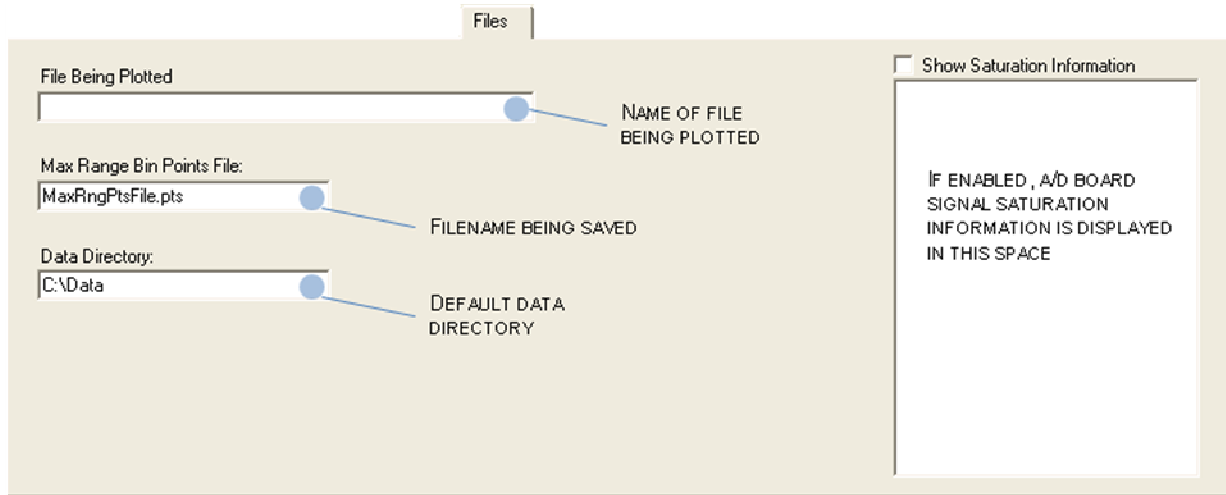 Files
File Being Plotted
NAME OF FILE
BEING PLOTTED
Max Range Bin Points File:
MaxRngPtsFile.pts
FILENAME BEING SAVED
Data Directory:
C:\Data
DEFAULT DATA
DIRECTORY
Show Saturation Information
IF ENABLED, A/D BOARD
SIGNAL SATURATION
INFORMATION IS DISPLAYED
IN THIS SPACE